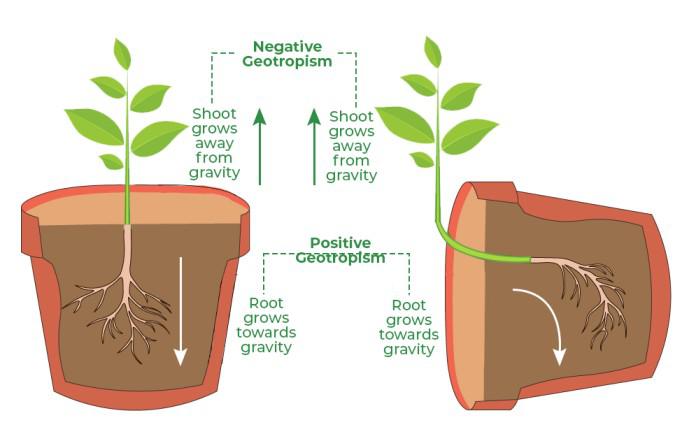 Negative
Geotropism
Shoot
grows
away
from
gravity
Shoot
grows
away
from
gravity
Positive
Geotropism
Root
grows
towards
gravity
Root
grows
towards
gravity